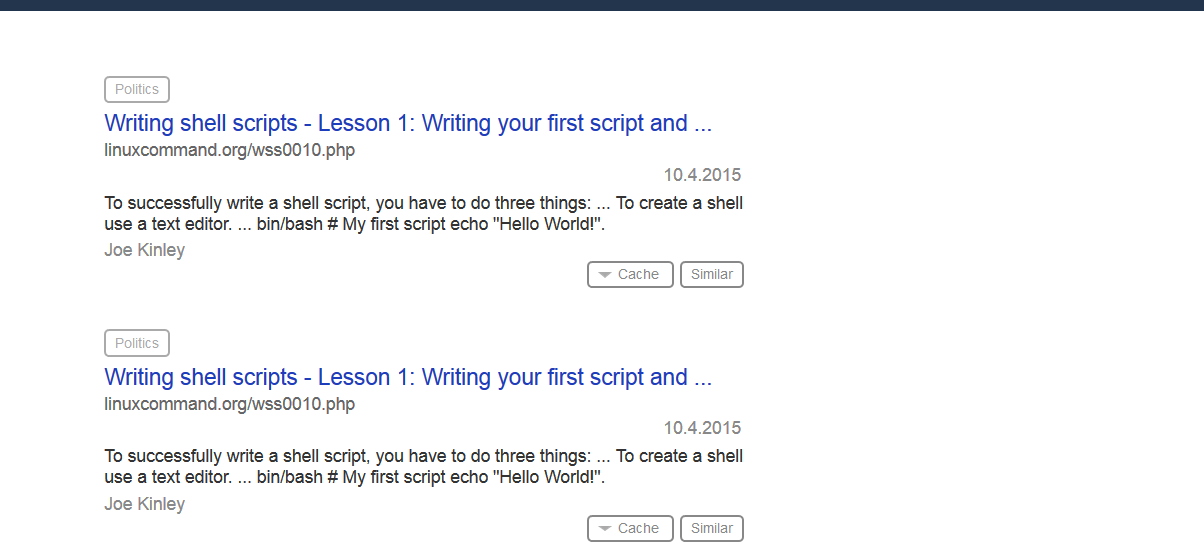 Politics
Writing shell scripts - Lesson 1: Writing your first script and ...
linuxcommand.org/wss0010.php
10.4.2015
To successfully write a shell script, you have to do three things: ... To create a shell
use a text editor. ... bin/bash # My first script echo "Hello World!".
Joe Kinley
Cache Similar
Politics
Writing shell scripts - Lesson 1: Writing your first script and ...
linuxcommand.org/wss0010.php
10.4.2015
To successfully write a shell script, you have to do three things: ... To create a shell
use a text editor. ... bin/bash # My first script echo "Hello World!".
Joe Kinley
Cache Similar